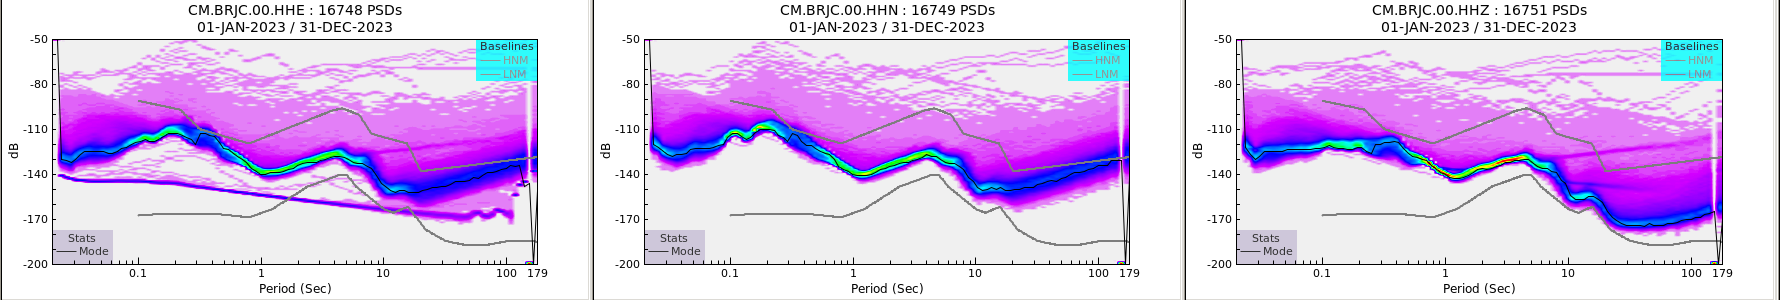 CM.BRJC.00.HHE : 16748 PSDs
01-JAN-2023 / 31-DEC-2023
-50
-80
-110
-140
-170
-200
dB
Baselines
HNM
LNM
Stats
Mode
0.1 1 10 100 179
Period (Sec)
CM.BRJC.00.HHN : 16749 PSDs
01-JAN-2023 / 31-DEC-2023
-50
-80
-110
-140
-170
-200
dB
Baselines
HNM
LNM
Stats
Mode
0.1 1 10 100 179
Period (Sec)
CM.BRJC.00.HHZ : 16751 PSDs
01-JAN-2023 / 31-DEC-2023
-50
-80
-110
-140
-170
-200
dB
Baselines
HNM
LNM
Stats
Mode
0.1 1 10 100 179
Period (Sec)